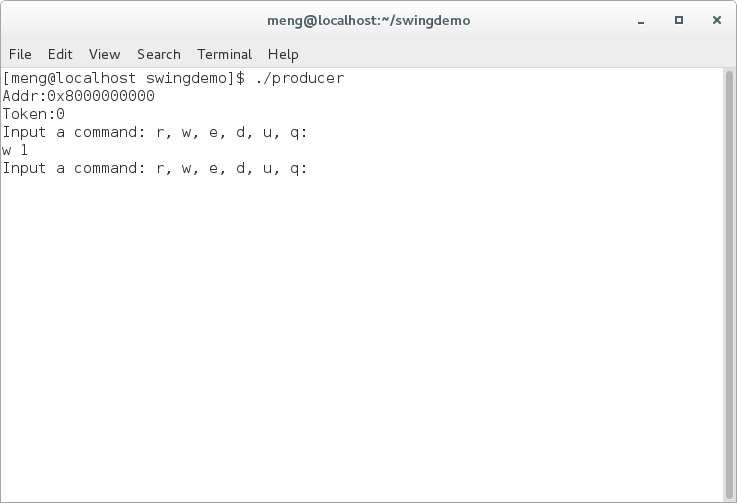 meng@localhost:~/swingdemo
File Edit View Search Terminal Help
[meng@localhost swingdemo]$ ./producer
Addr:0x8000000000
Token:0
Input a command: r, w, e, d, u, q:
w 1
Input a command: r, w, e, d, u, q: